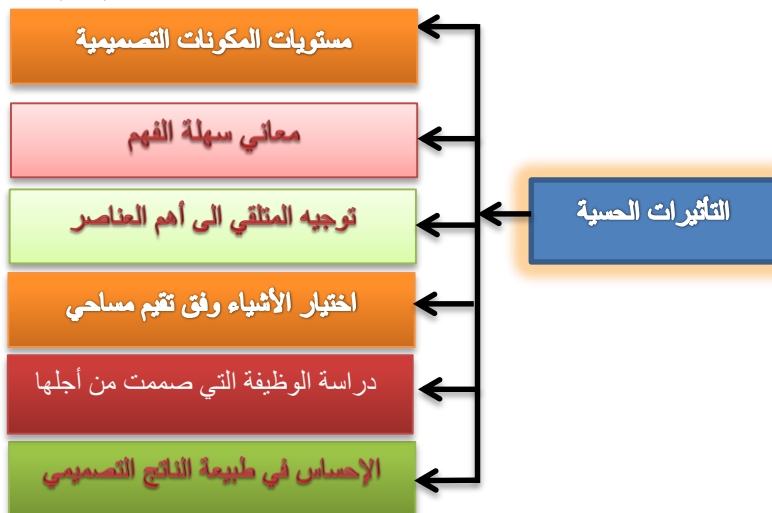 التأثيرات الحسية
مستويات المكونات التصميمية
معاني سهلة الفهم
توجيه المتلقي الى أهم العناصر
اختيار الأشياء وفق تقيم مساحي
دراسة الوظيفة التي صممت من أجلها
الإحساس في طبيعة الناتج التصميمي